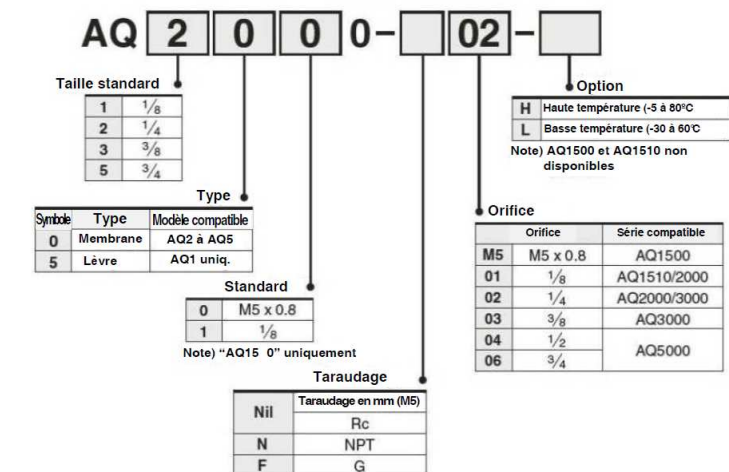 AQ 2 0 0 0 - 02 -
Taille standard
1 1/8
2 1/4
3 3/8
5 3/4
Option
H Haute température (-5 à 80ºC
L Basse température (-30 à 60℃
Note) AQ1500 et AQ1510 non
disponibles
Type
Symbole Type Modèle compatible
0 Membrane AQ2 à AQ5
5 Lèvre AQ1 uniq.
Orifice
Orifice Série compatible
M5 M5 x 0.8 AQ1500
01 1/8 AQ1510/2000
02 1/4 AQ2000/3000
03 3/8 AQ3000
04 1/2 AQ5000
06 3/4
Standard
0 M5 x 0.8
1 1/8
Note) "AQ15 0" uniquement
Taraudage
Nil Taraudage en mm (M5)
Rc
N NPT
F G